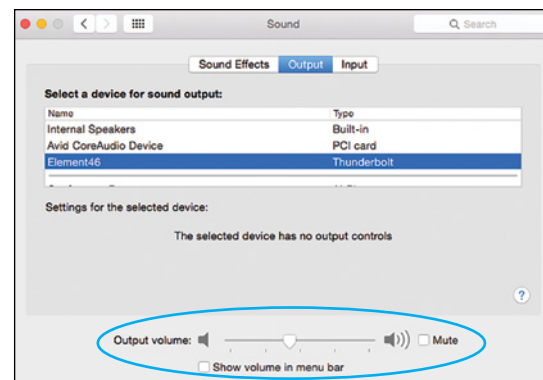 Sound
Search
Sound Effects Output Input
Select a device for sound output:
Name Type
Internal Speakers Built-in
Avid CoreAudio Device PCI card
Element46 Thunderbolt
Settings for the selected device:
The selected device has no output controls
?
Output volume: Mute
Show volume in menu bar